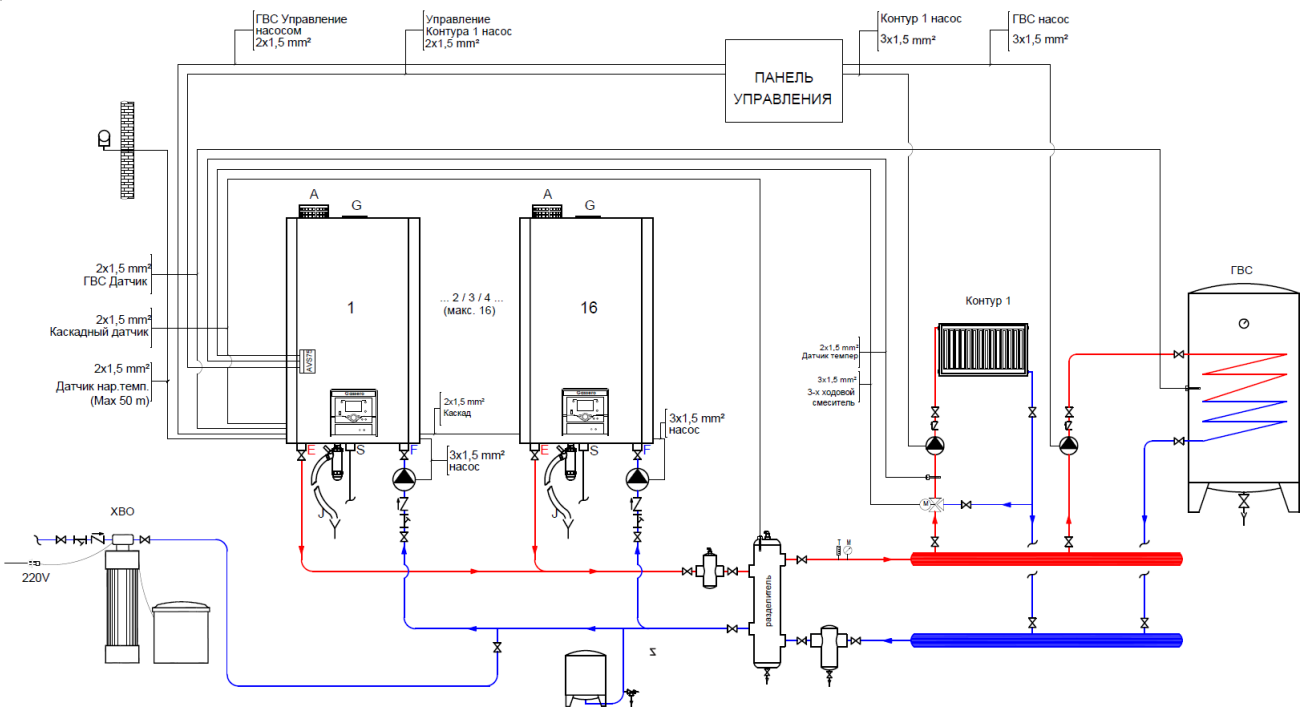 ГВС Управление
насосом
2x1,5 mm²
Управление
Контура 1 насос
2x1,5 mm²
Контур 1 насос
3x1,5 mm²
ГВС насос
3x1,5 mm²
ПАНЕЛЬ
УПРАВЛЕНИЯ
A
G
A
G
2x1,5 mm²
ГВС Датчик
2x1,5 mm²
Каскадный датчик
2x1,5 mm²
Датчик нар.темп.
(Max 50 m)
1
AVS75
... 2 / 3 / 4 ...
(макс. 16)
16
2x1,5 mm²
Каскад
3x1,5 mm²
насос
3x1,5 mm²
насос
E
S
F
J
E
S
F
J
2x1,5 mm²
Датчик темпер
3x1,5 mm²
3-х ходовой
смеситель
Контур 1
ГВС
M
ХВО
220V
T
M
разделитель
Z